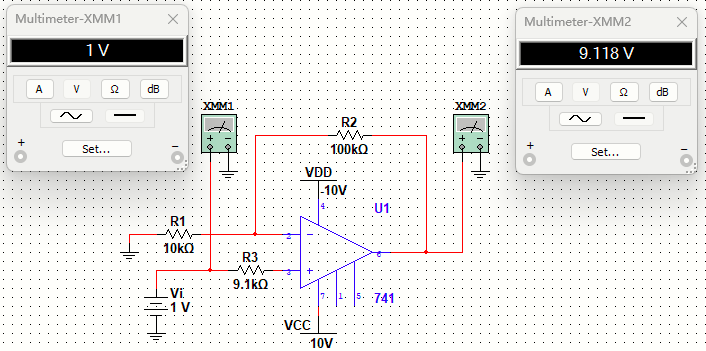 Multimeter-XMM1
1 V
A V Ω dB
+ Set... -
Multimeter-XMM2
9.118 V
A V Ω dB
+ Set... -
XMM1
XMM2
R2
100kΩ
VDD
-10V
4
U1
R1
10kΩ
2
6
R3
9.1kΩ
3
7 1 5
741
Vi
1 V
VCC
10V